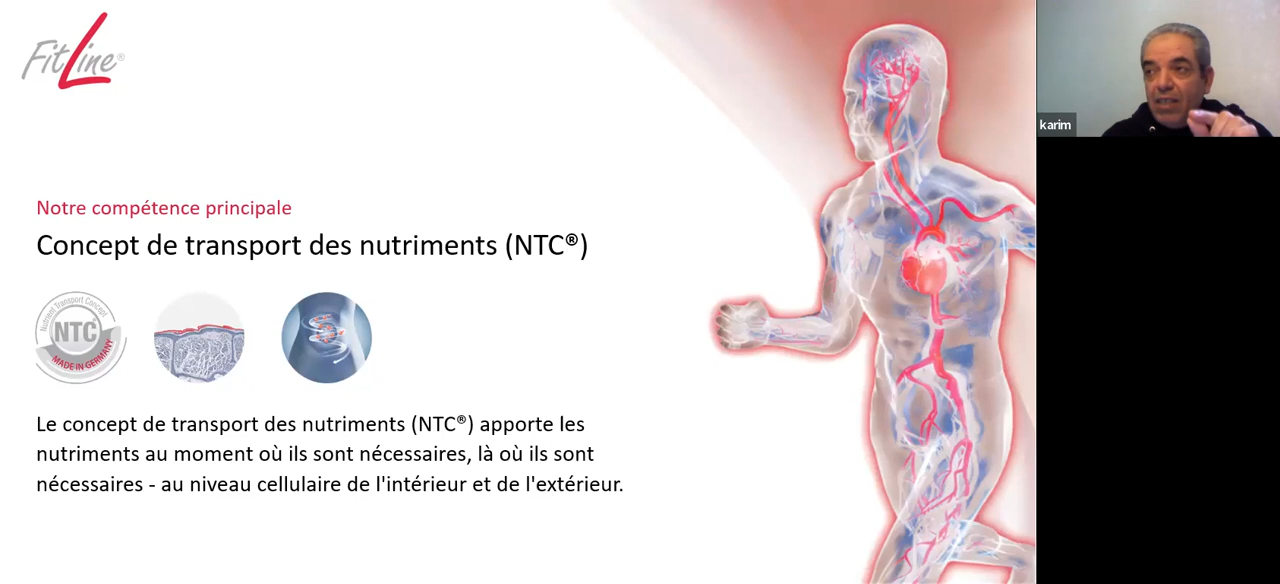 FitLine®
Notre compétence principale
Concept de transport des nutriments (NTC®)
Nutrient Transport Concept
NTC
MADE IN GERMANY
Le concept de transport des nutriments (NTC®) apporte les
nutriments au moment où ils sont nécessaires, là où ils sont
nécessaires - au niveau cellulaire de l'intérieur et de l'extérieur.
karim